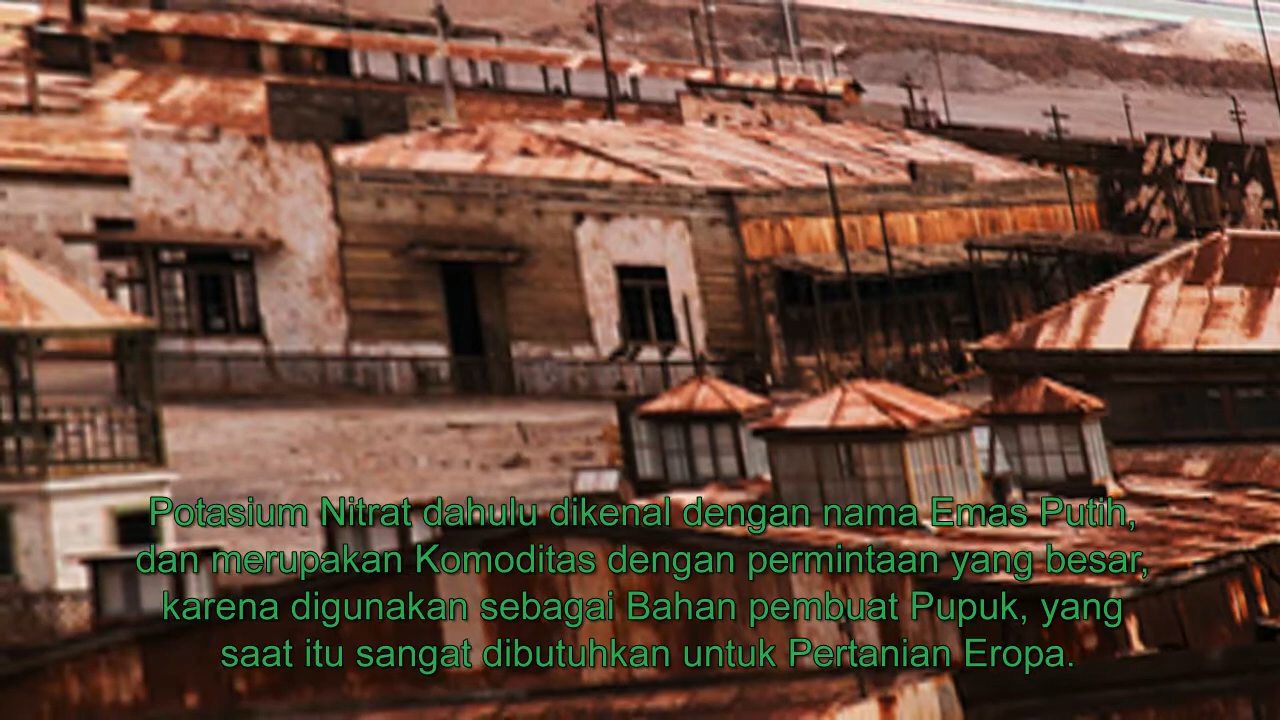 Potasium Nitrat dahulu dikenal dengan nama Emas Putih,
dan merupakan Komoditas dengan permintaan yang besar,
karena digunakan sebagai Bahan pembuat Pupuk, yang
saat itu sangat dibutuhkan untuk Pertanian Eropa.